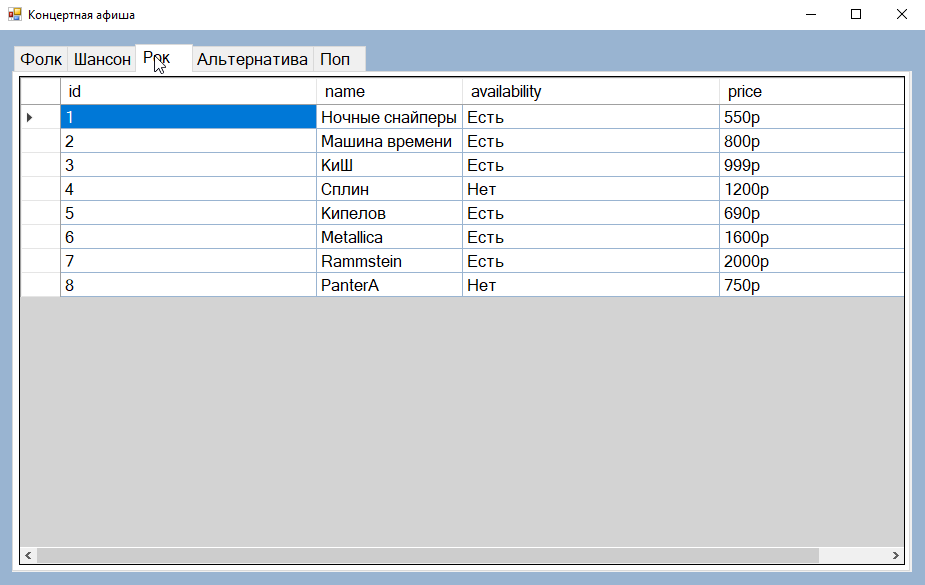 Концертная афиша
Фолк Шансон Рок Альтернатива Поп
id name availability price
1 Ночные снайперы Есть 550р
2 Машина времени Есть 800р
3 КиШ Есть 999р
4 Сплин Нет 1200р
5 Кипелов Есть 690р
6 Metallica Есть 1600р
7 Rammstein Есть 2000р
8 PanterA Нет 750р